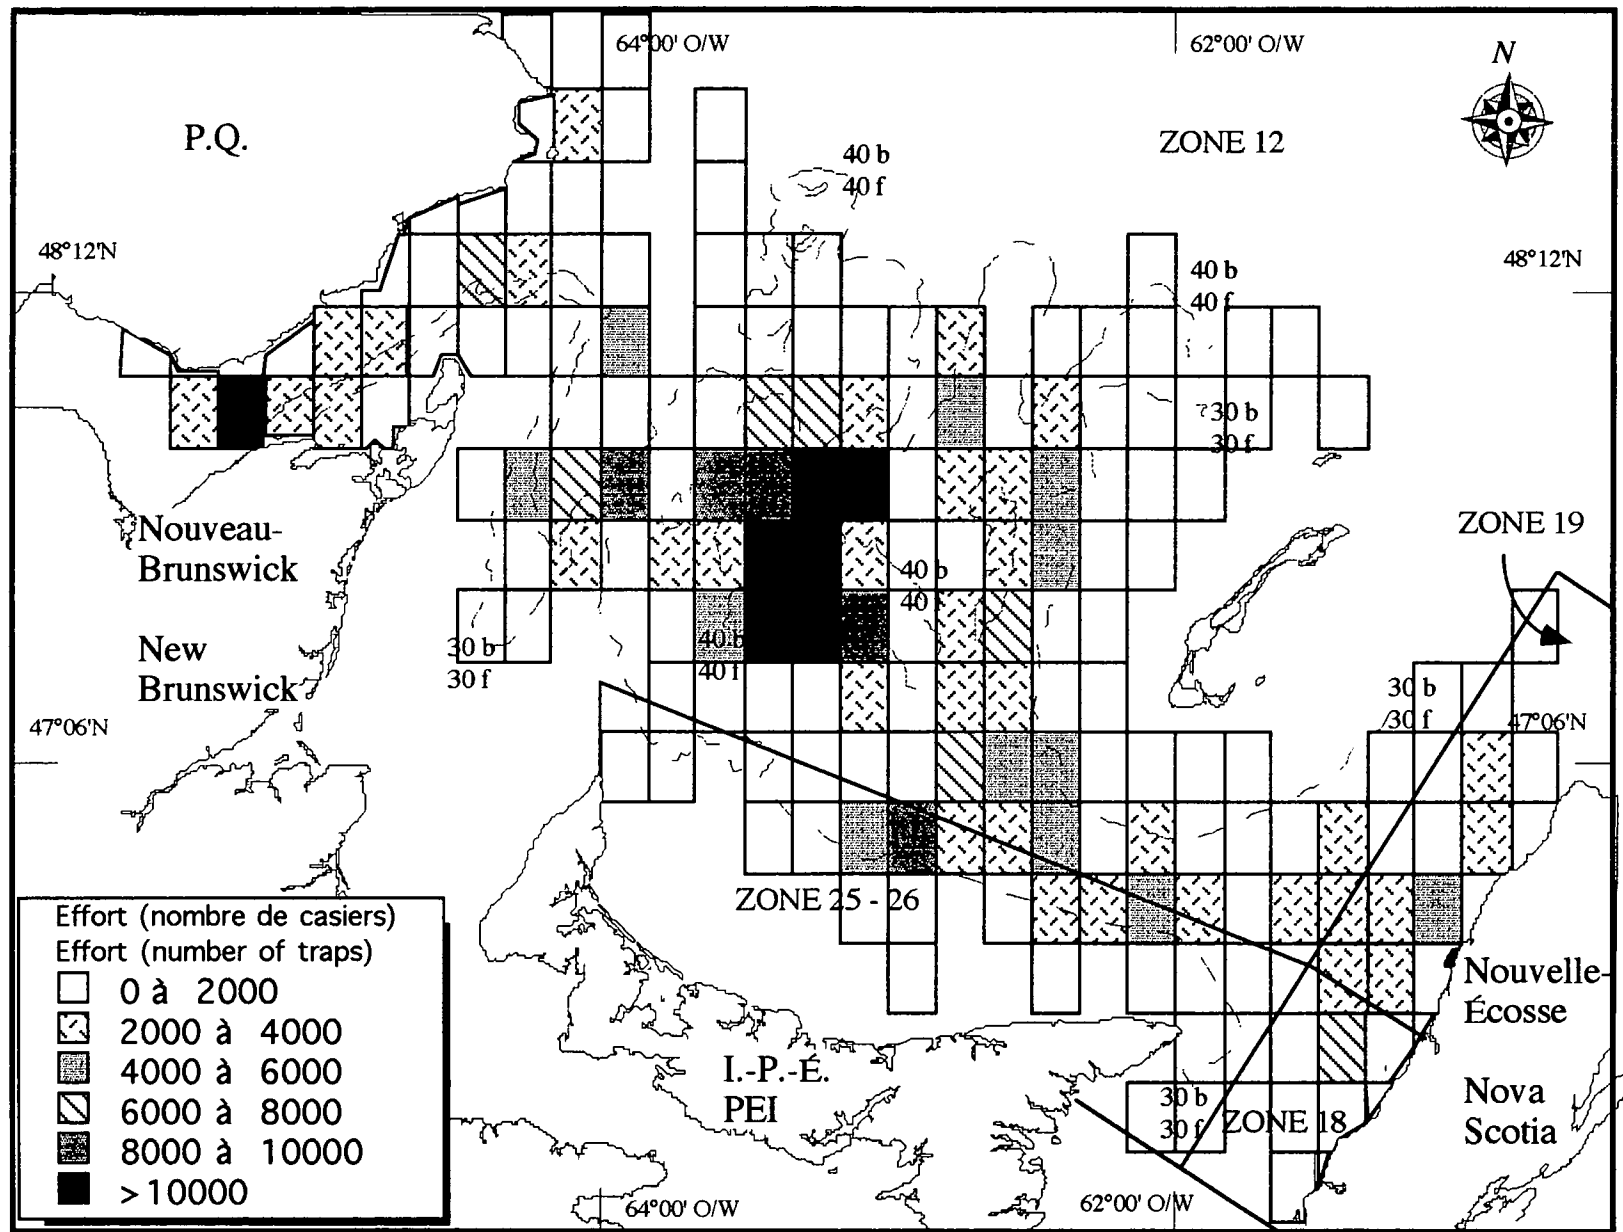 64°00' O/W
62°00' O/W
N
P.Q.
ZONE 12
40 b
40 f
48°12'N
48°12'N
40 b
40 f
30 b
30 f
ZONE 19
Nouveau-
Brunswick
40 b
40 f
New
Brunswick
30 b
30 f
40 b
40 f
30 b
30 f
47°06'N
47°06'N
ZONE 25 - 26
Effort (nombre de casiers)
Effort (number of traps)
0 à 2000
2000 à 4000
4000 à 6000
6000 à 8000
8000 à 10000
>10000
Nouvelle-
Écosse
I.-P.-É.
PEI
Nova
Scotia
30 b
30 f
ZONE 18
64°00' O/W
62°00' O/W